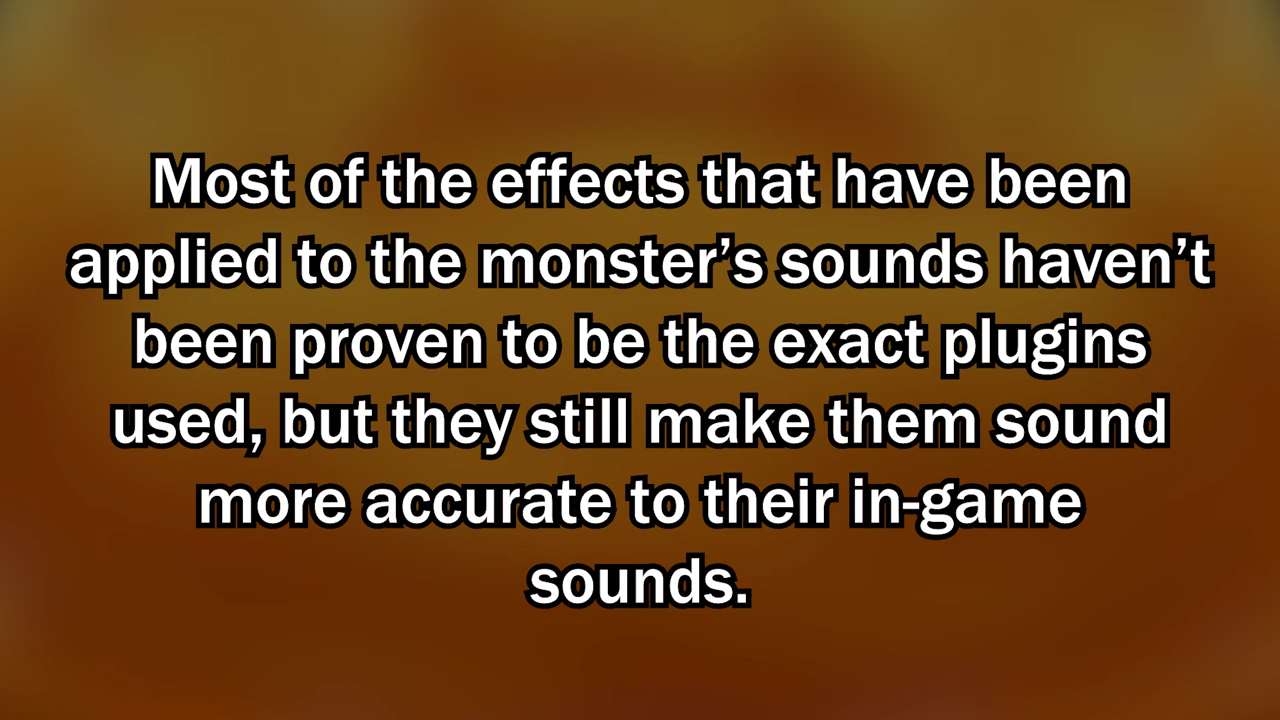 Most of the effects that have been
applied to the monster’s sounds haven’t
been proven to be the exact plugins
used, but they still make them sound
more accurate to their in-game
sounds.